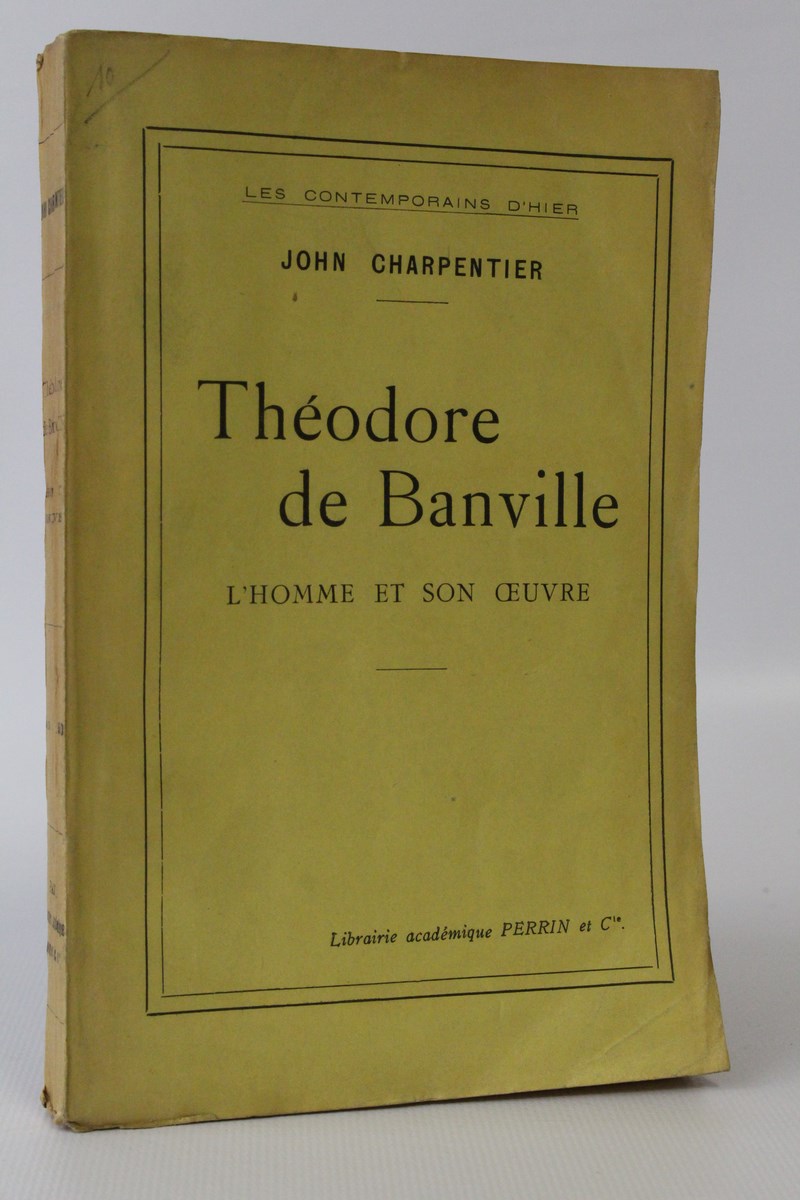 10
LES CONTEMPORAINS D'HIER
JOHN CHARPENTIER
Théodore
de Banville
L'HOMME ET SON ŒUVRE
Librairie académique PERRIN et Cie.